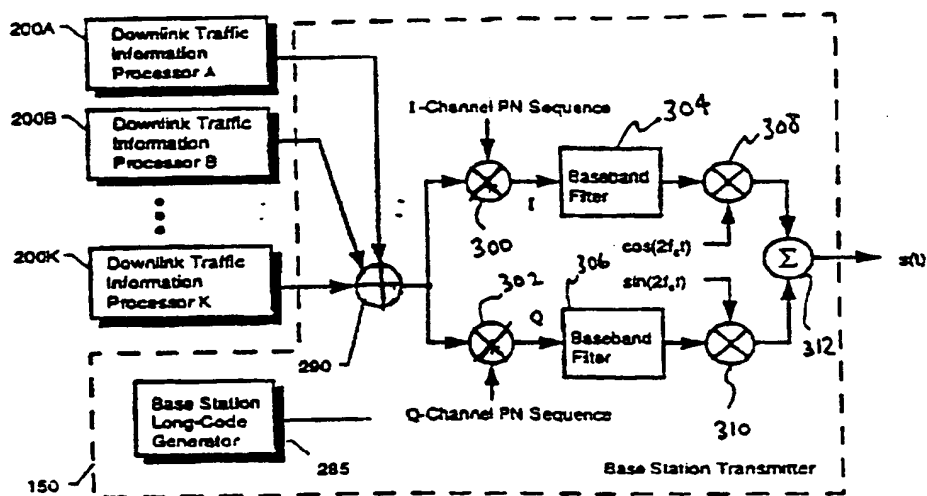 200A
Downlink Traffic
Information
Processor A
200B
Downlink Traffic
Information
Processor B
200K
Downlink Traffic
Information
Processor K
290
I-Channel PN Sequence
300
I
304
Baseband
Filter
308
cos(2f_ct)
Σ
s(t)
312
sin(2f_ct)
302
Q
306
Baseband
Filter
310
Q-Channel PN Sequence
Base Station
Long-Code
Generator
285
150
Base Station Transmitter